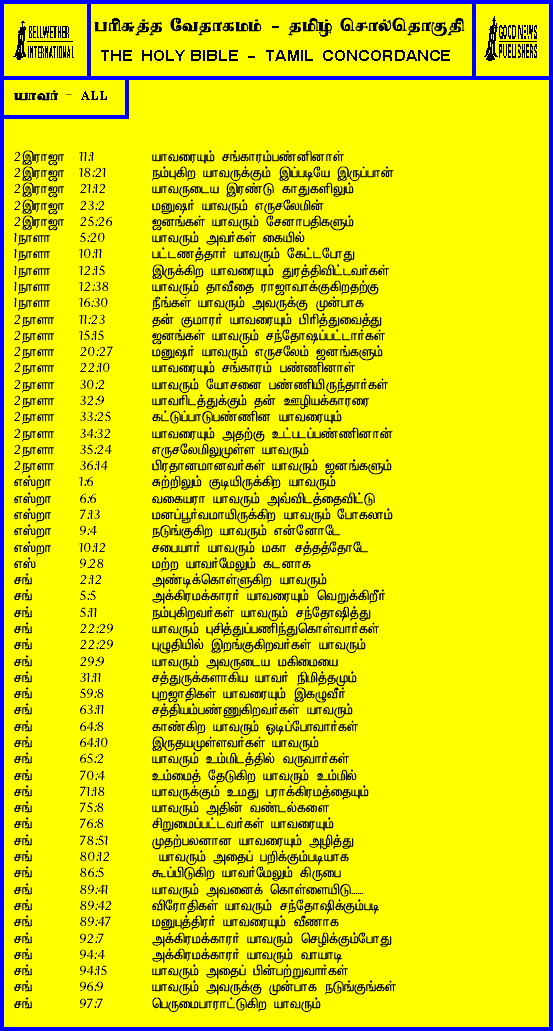 BELLWETHER
INTERNATIONAL
பரிசுத்த வேதாகமம் - தமிழ் சொல்தொகுதி
THE HOLY BIBLE - TAMIL CONCORDANCE
GOOD NEWS
PUBLISHERS
யாவர் - ALL
2இராஜா 11:1 யாவரையும் சங்காரம்பண்ணினாள்
2இராஜா 18:21 நம்புகிற யாவருக்கும் இப்படியே இருப்பான்
2இராஜா 21:12 யாவருடைய இரண்டு காதுகளிலும்
2இராஜா 23:2 மனுஷர் யாவரும் எருசலேமின்
2இராஜா 25:26 ஜனங்கள் யாவரும் சேனாபதிகளும்
1நாளா 5:20 யாவரும் அவர்கள் கையில்
1நாளா 10:11 பட்டணத்தார் யாவரும் கேட்டபோது
1நாளா 12:15 இருக்கிற யாவரையும் துரத்திவிட்டவர்கள்
1நாளா 12:38 யாவரும் தாவீதை ராஜாவாக்குகிறதற்கு
1நாளா 16:30 நீங்கள் யாவரும் அவருக்கு முன்பாக
2நாளா 11:23 தன் குமாரர் யாவரையும் பிரித்துவைத்து
2நாளா 15:15 ஜனங்கள் யாவரும் சந்தோஷப்பட்டார்கள்
2நாளா 20:27 மனுஷர் யாவரும் எருசலேம் ஜனங்களும்
2நாளா 22:10 யாவரையும் சங்காரம் பண்ணினாள்
2நாளா 30:2 யாவரும் யோசனை பண்ணியிருந்தார்கள்
2நாளா 32:9 யாவரிடத்துக்கும் தன் ஊழியக்காரரை
2நாளா 33:25 கட்டுப்பாடுபண்ணின யாவரையும்
2நாளா 34:32 யாவரையும் அதற்கு உட்படப்பண்ணினான்
2நாளா 35:24 எருசலேமிலுமுள்ள யாவரும்
2நாளா 36:14 பிரதானமானவர்கள் யாவரும் ஜனங்களும்
எஸ்றா 1:6 சுற்றிலும் குடியிருக்கிற யாவரும்
எஸ்றா 6:6 வகையரா யாவரும் அவ்விடத்தைவிட்டு
எஸ்றா 7:13 மனப்பூர்வமாயிருக்கிற யாவரும் போகலாம்
எஸ்றா 9:4 நடுங்குகிற யாவரும் என்னோடே
எஸ்றா 10:12 சபையார் யாவரும் மகா சத்தத்தோடே
எஸ் 9.28 மற்ற யாவர்மேலும் கடனாக
சங் 2:12 அண்டிக்கொள்ளுகிற யாவரும்
சங் 5:5 அக்கிரமக்காரர் யாவரையும் வெறுக்கிறீர்
சங் 5:11 நம்புகிறவர்கள் யாவரும் சந்தோஷித்து
சங் 22:29 யாவரும் புசித்துப்பணிந்துகொள்வார்கள்
சங் 22:29 புழுதியில் இறங்குகிறவர்கள் யாவரும்
சங் 29:9 யாவரும் அவருடைய மகிமையை
சங் 31:11 சத்துருக்களாகிய யாவர் நிமித்தமும்
சங் 59:8 புறஜாதிகள் யாவரையும் இகழுவீர்
சங் 63:11 சத்தியம்பண்ணுகிறவர்கள் யாவரும்
சங் 64:8 காண்கிற யாவரும் ஓடிப்போவார்கள்
சங் 64:10 இருதயமுள்ளவர்கள் யாவரும்
சங் 65:2 யாவரும் உம்மிடத்தில் வருவார்கள்
சங் 70:4 உம்மைத் தேடுகிற யாவரும் உம்மில்
சங் 71:18 யாவருக்கும் உமது பராக்கிரமத்தையும்
சங் 75:8 யாவரும் அதின் வண்டல்களை
சங் 76:8 சிறுமைப்பட்டவர்கள் யாவரையும்
சங் 78:51 முதற்பலனான யாவரையும் அழித்து
சங் 80:12 யாவரும் அதைப் பறிக்கும்படியாக
சங் 86:5 கூப்பிடுகிற யாவர்மேலும் கிருபை
சங் 89:41 யாவரும் அவனைக் கொள்ளையிடு.....
சங் 89:42 விரோதிகள் யாவரும் சந்தோஷிக்கும்படி
சங் 89:47 மனுபுத்திரர் யாவரையும் வீணாக
சங் 92:7 அக்கிரமக்காரர் யாவரும் செழிக்கும்போது
சங் 94:4 அக்கிரமக்காரர் யாவரும் வாயாடி
சங் 94:15 யாவரும் அதைப் பின்பற்றுவார்கள்
சங் 96:9 யாவரும் அவருக்கு முன்பாக நடுங்குங்கள்
சங் 97:7 பெருமைபாராட்டுகிற யாவரும்